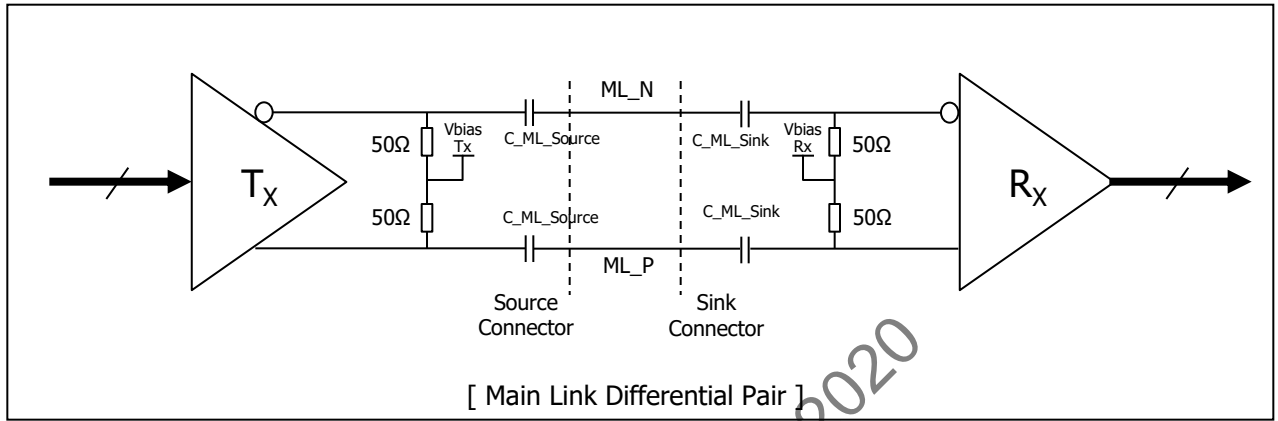 ML_N
Vbias
Tx
C_ML_Source
C_ML_Sink
Vbias
Rx
50Ω
50Ω
TX
RX
50Ω
C_ML_Source
C_ML_Sink
50Ω
ML_P
Source
Connector
Sink
Connector
[ Main Link Differential Pair ]
2020